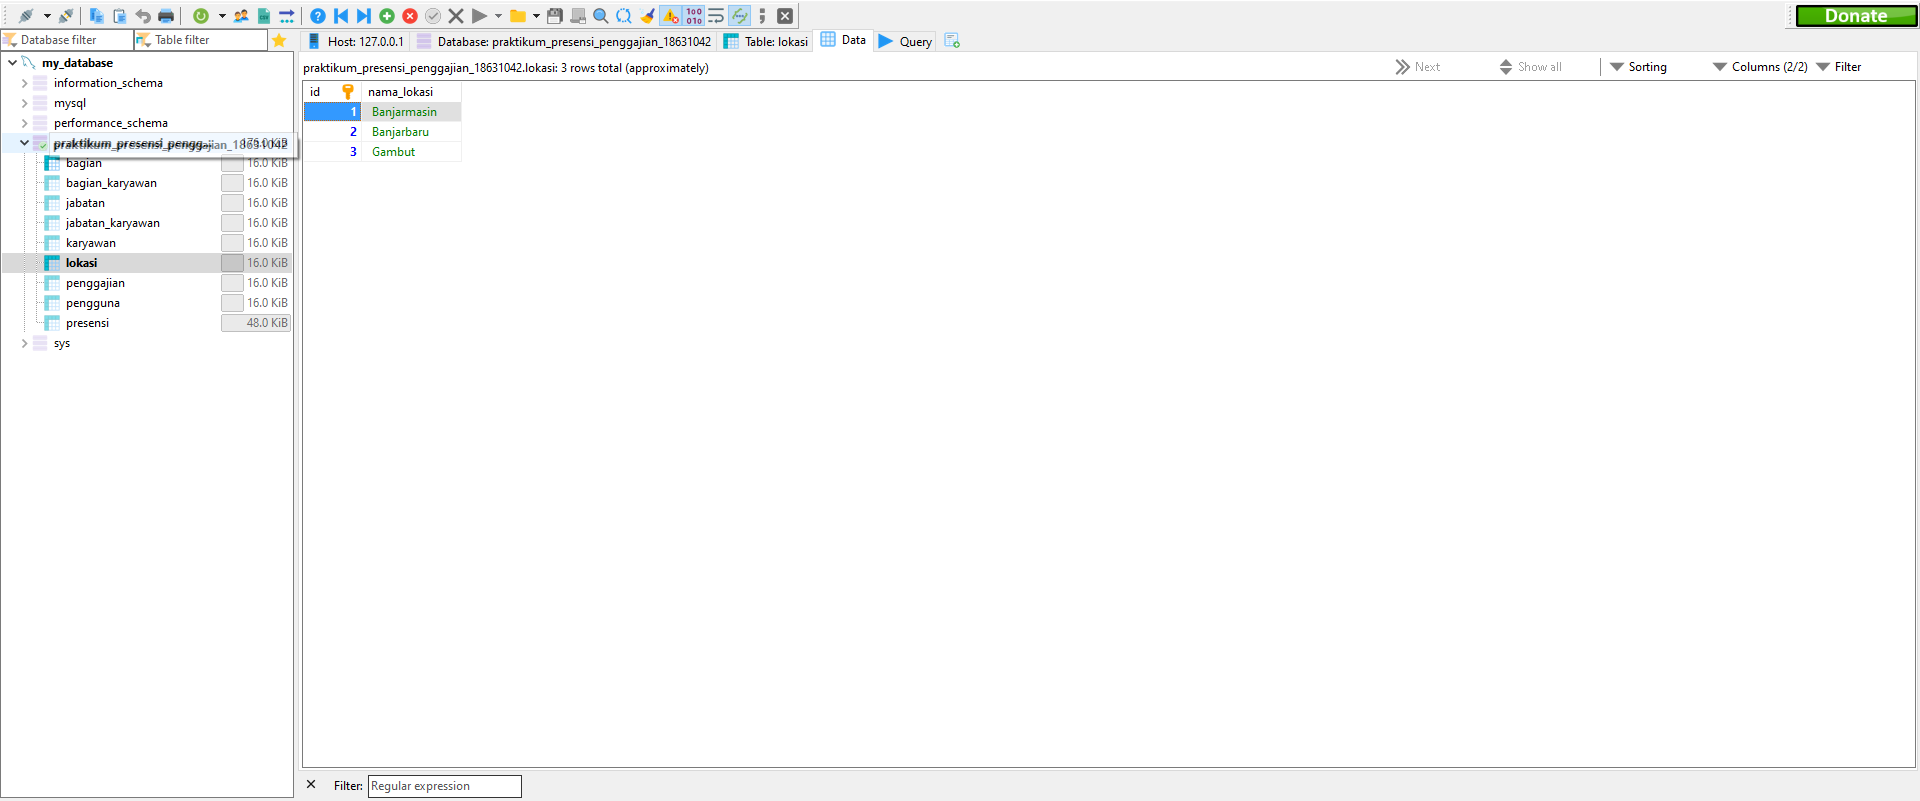 Donate
Database filter
Table filter
Host: 127.0.0.1
Database: praktikum_presensi_penggajian_18631042
Table: lokasi
Data
Query
my_database
information_schema
mysql
performance_schema
praktikum_presensi_penggajian_18631042
176.0 KiB
bagian 16.0 KiB
bagian_karyawan 16.0 KiB
jabatan 16.0 KiB
jabatan_karyawan 16.0 KiB
karyawan 16.0 KiB
lokasi 16.0 KiB
penggajian 16.0 KiB
pengguna 16.0 KiB
presensi 48.0 KiB
sys
praktikum_presensi_penggajian_18631042.lokasi: 3 rows total (approximately)
Next
Show all
Sorting
Columns (2/2)
Filter
id nama_lokasi
1 Banjarmasin
2 Banjarbaru
3 Gambut
Filter: Regular expression